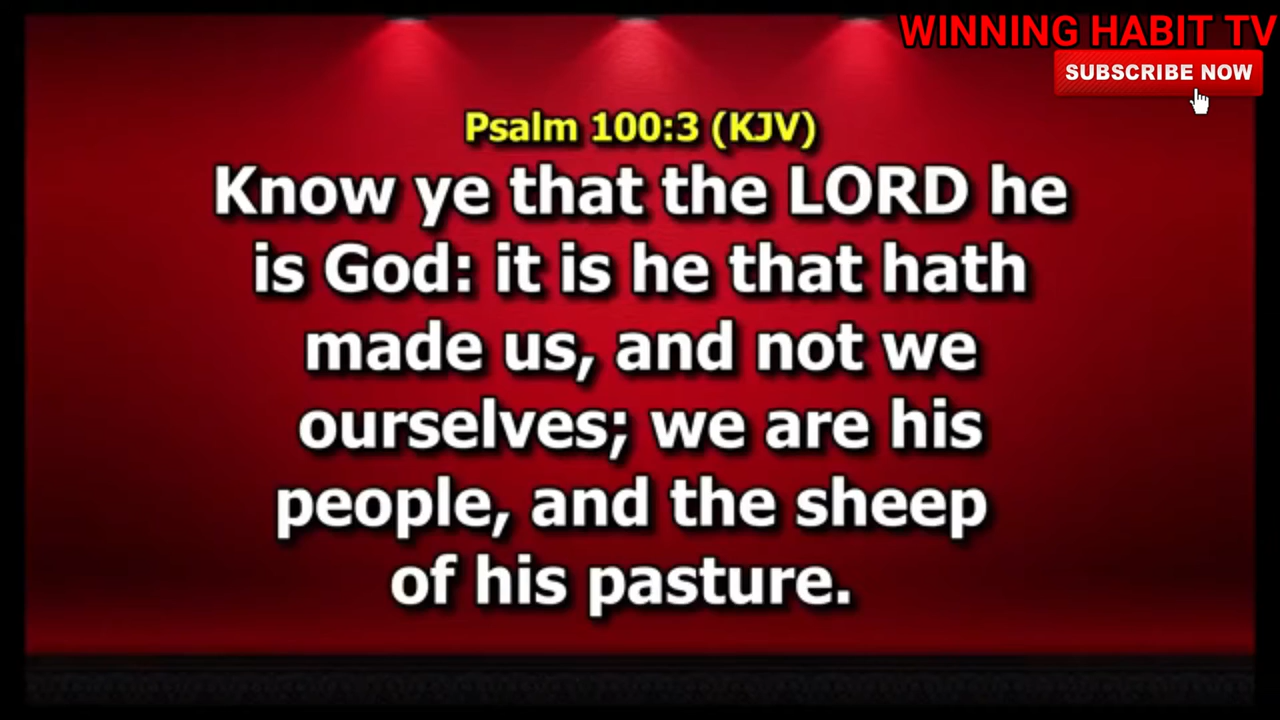 WINNING HABIT TV
SUBSCRIBE NOW
Psalm 100:3 (KJV)
Know ye that the LORD he
is God: it is he that hath
made us, and not we
ourselves; we are his
people, and the sheep
of his pasture.